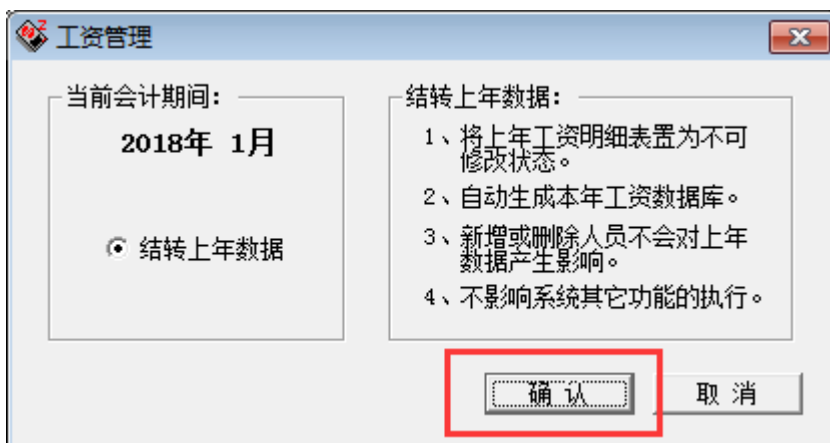 工资管理
当前会计期间：
2018年 1月
结转上年数据
结转上年数据：
1、将上年工资明细表置为不可
修改状态。
2、自动生成本年工资数据库。
3、新增或删除人员不会对上年
数据产生影响。
4、不影响系统其它功能的执行。
确 认
取 消